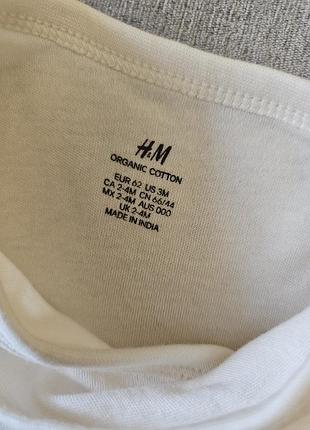 H&M
ORGANIC COTTON
EUR 62 US 3M
CA 2-4M CN 66/44
MX 2-4M AUS 000
UK 2-4M
MADE IN INDIA